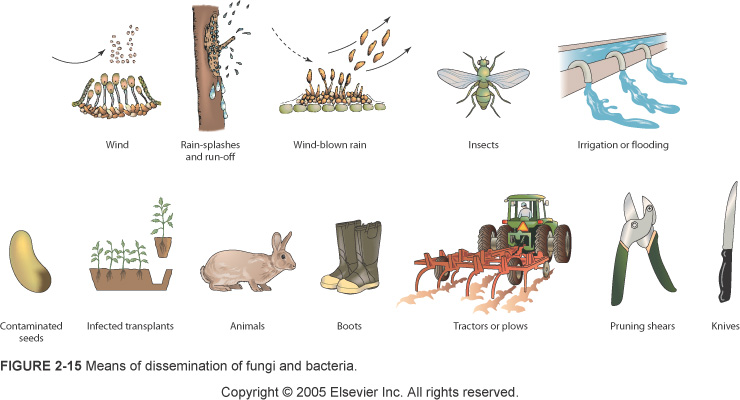 Wind
Rain-splashes
and run-off
Wind-blown rain
Insects
Irrigation or flooding
Contaminated
seeds
Infected transplants
Animals
Boots
Tractors or plows
Pruning shears
Knives
FIGURE 2-15 Means of dissemination of fungi and bacteria.
Copyright © 2005 Elsevier Inc. All rights reserved.